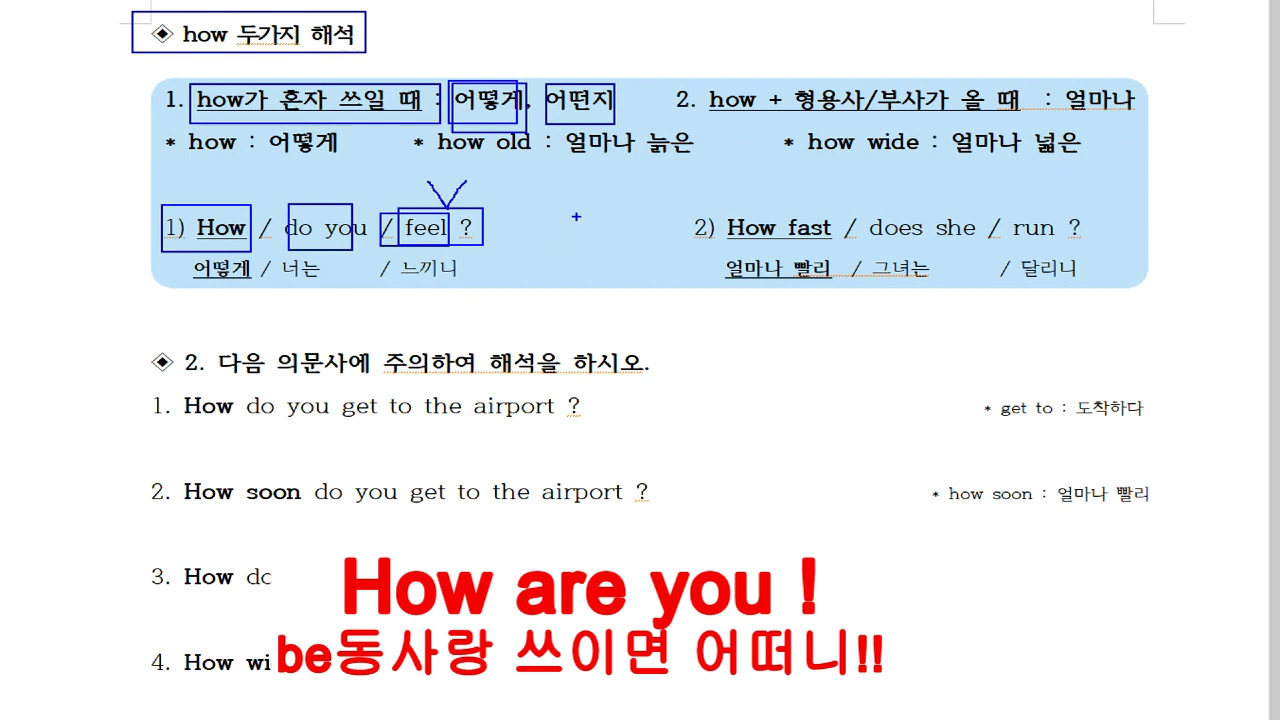 ◈ how 두가지 해석
1. how가 혼자 쓰일 때 : 어떻게, 어떤지 2. how + 형용사/부사가 올 때 : 얼마나
* how : 어떻게 * how old : 얼마나 늙은 * how wide : 얼마나 넓은
1) How / do you / feel ? 2) How fast / does she / run ?
어떻게 / 너는 / 느끼니 얼마나 빨리 / 그녀는 / 달리니
◈ 2. 다음 의문사에 주의하여 해석을 하시오.
1. How do you get to the airport ? * get to : 도착하다
2. How soon do you get to the airport ? * how soon : 얼마나 빨리
3. How
How are you !
4. How
be동사랑 쓰이면 어떠니!!